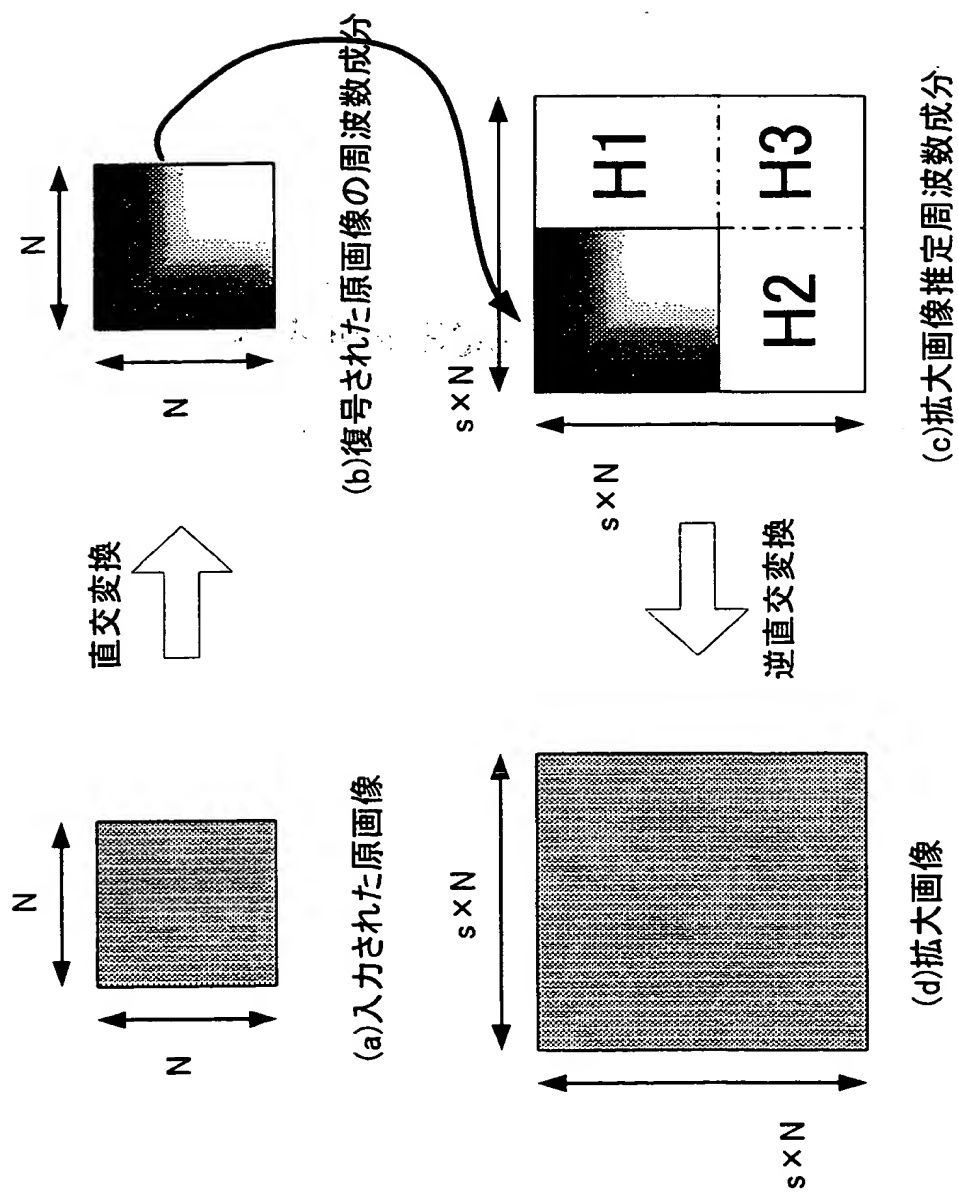 N
N
(a)入力された原画像
直交変換
N
N
(b)復号された原画像の周波数成分
s×N
s×N
H1
H2
H3
(c)拡大画像推定周波数成分
逆直交変換
s×N
s×N
(d)拡大画像